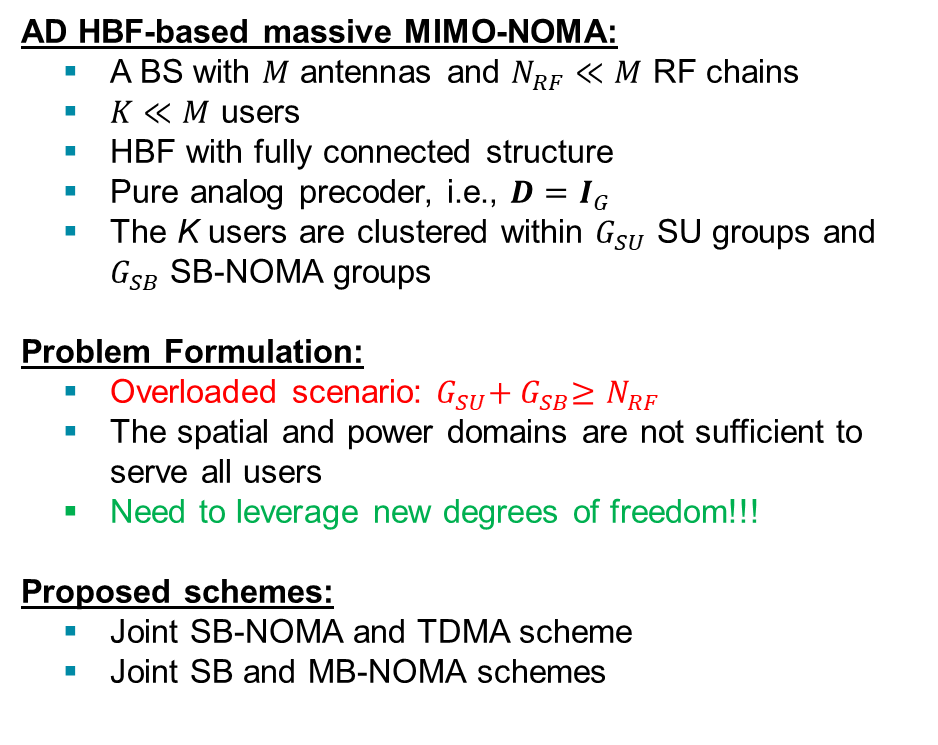 AD HBF-based massive MIMO-NOMA:
▪ A BS with M antennas and N_RF ≪ M RF chains
▪ K ≪ M users
▪ HBF with fully connected structure
▪ Pure analog precoder, i.e., D = I_G
▪ The K users are clustered within G_SU SU groups and
G_SB SB-NOMA groups
Problem Formulation:
▪ Overloaded scenario: G_SU + G_SB ≥ N_RF
▪ The spatial and power domains are not sufficient to
serve all users
▪ Need to leverage new degrees of freedom!!!
Proposed schemes:
▪ Joint SB-NOMA and TDMA scheme
▪ Joint SB and MB-NOMA schemes